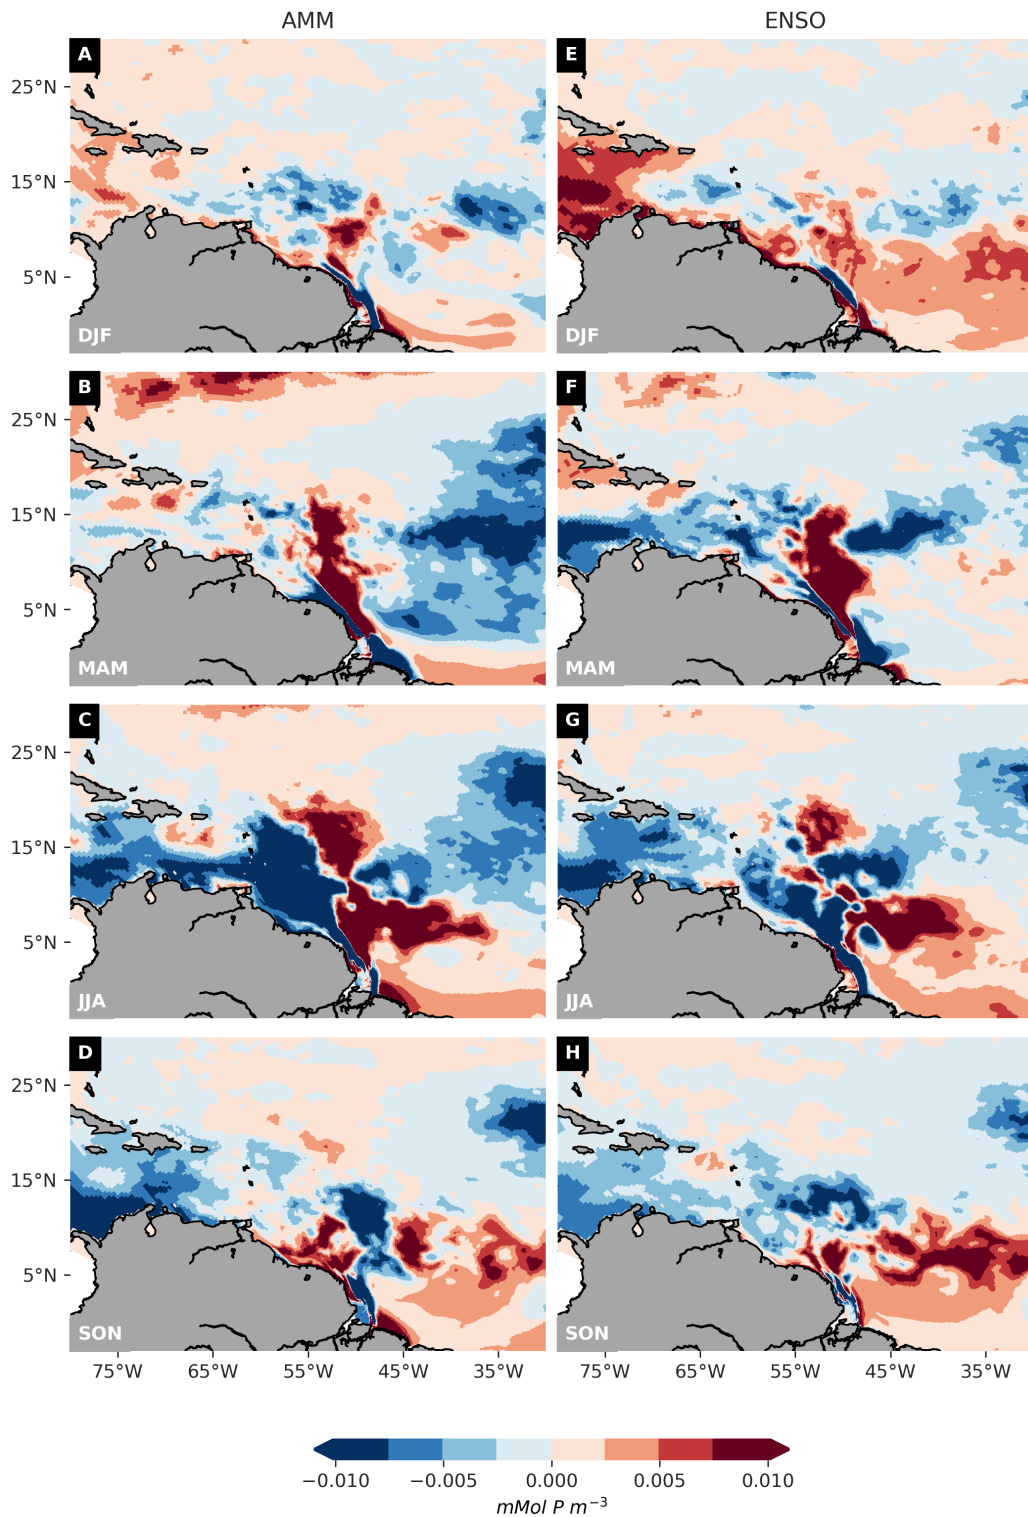 AMM
ENSO
A
E
25°N
15°N
5°N
DJF
DJF
B
F
25°N
15°N
5°N
MAM
MAM
C
G
25°N
15°N
5°N
JJA
JJA
D
H
25°N
15°N
5°N
SON
SON
75°W 65°W 55°W 45°W 35°W 75°W 65°W 55°W 45°W 35°W
−0.010 −0.005 0.000 0.005 0.010
mMol P m⁻³